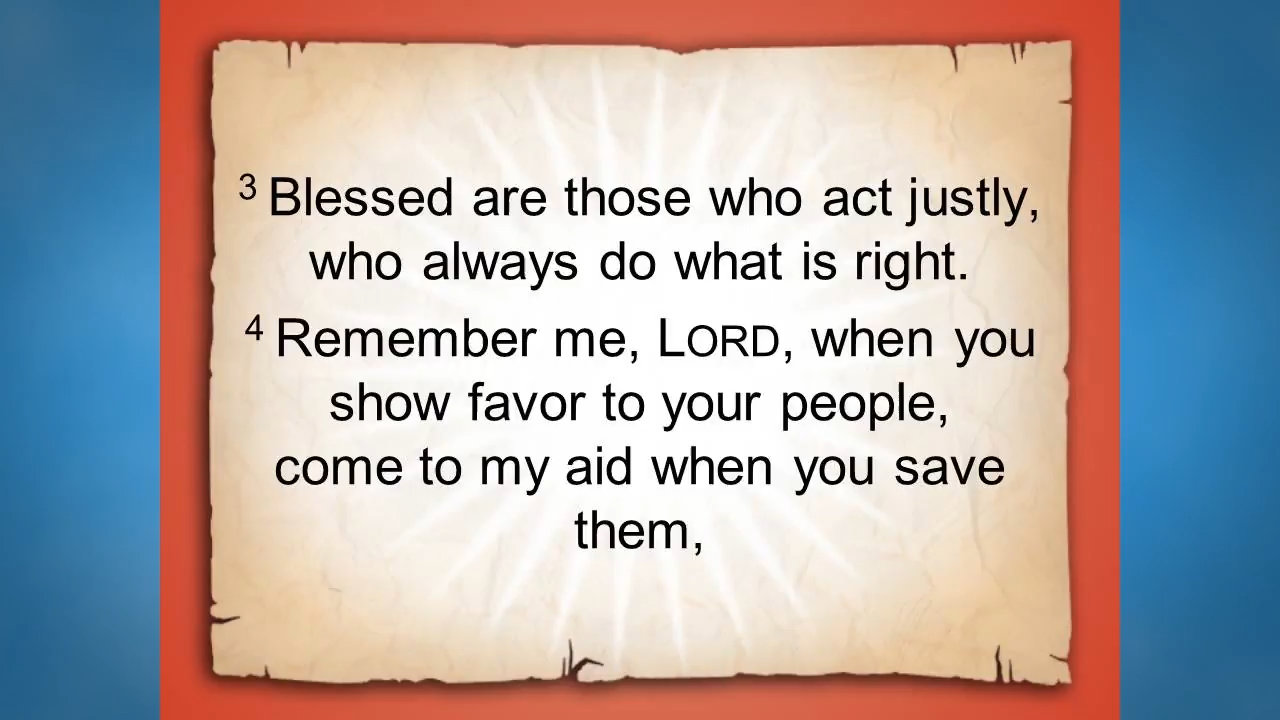 3 Blessed are those who act justly,
who always do what is right.
4 Remember me, LORD, when you
show favor to your people,
come to my aid when you save
them,